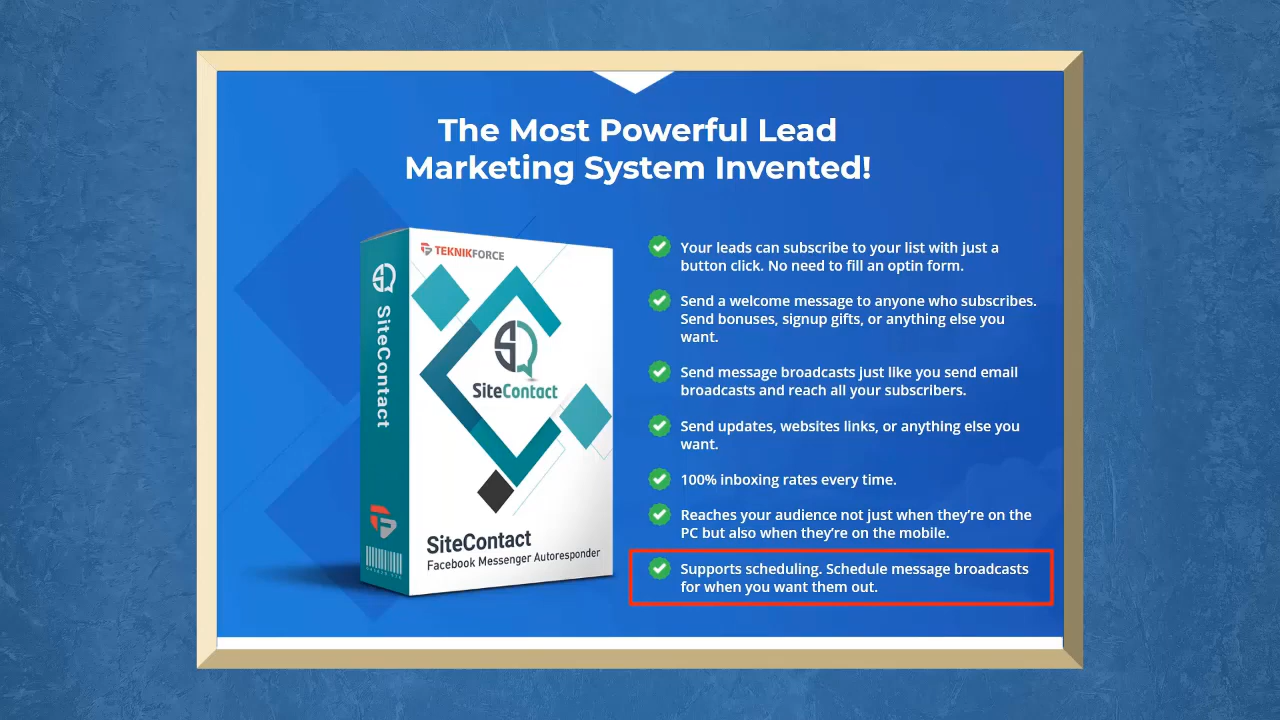 The Most Powerful Lead
Marketing System Invented!
TEKNIKFORCE
SiteContact
SiteContact
SiteContact
Facebook Messenger Autoresponder
Your leads can subscribe to your list with just a
button click. No need to fill an optin form.
Send a welcome message to anyone who subscribes.
Send bonuses, signup gifts, or anything else you
want.
Send message broadcasts just like you send email
broadcasts and reach all your subscribers.
Send updates, websites links, or anything else you
want.
100% inboxing rates every time.
Reaches your audience not just when they're on the
PC but also when they're on the mobile.
Supports scheduling. Schedule message broadcasts
for when you want them out.